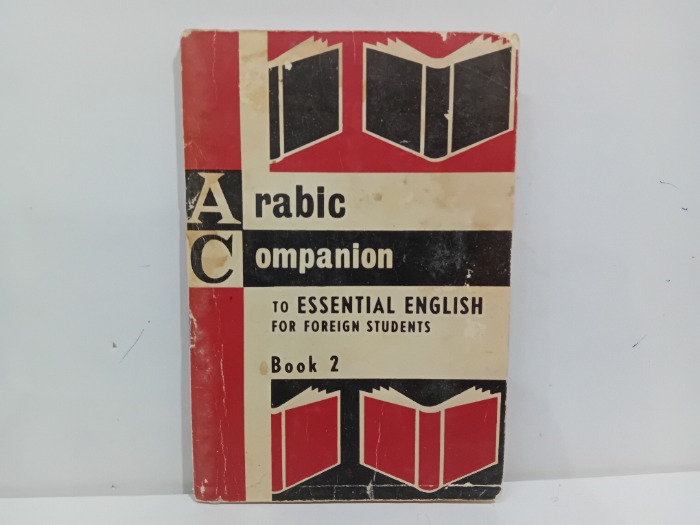 Arabic
Companion
TO ESSENTIAL ENGLISH
FOR FOREIGN STUDENTS
Book 2